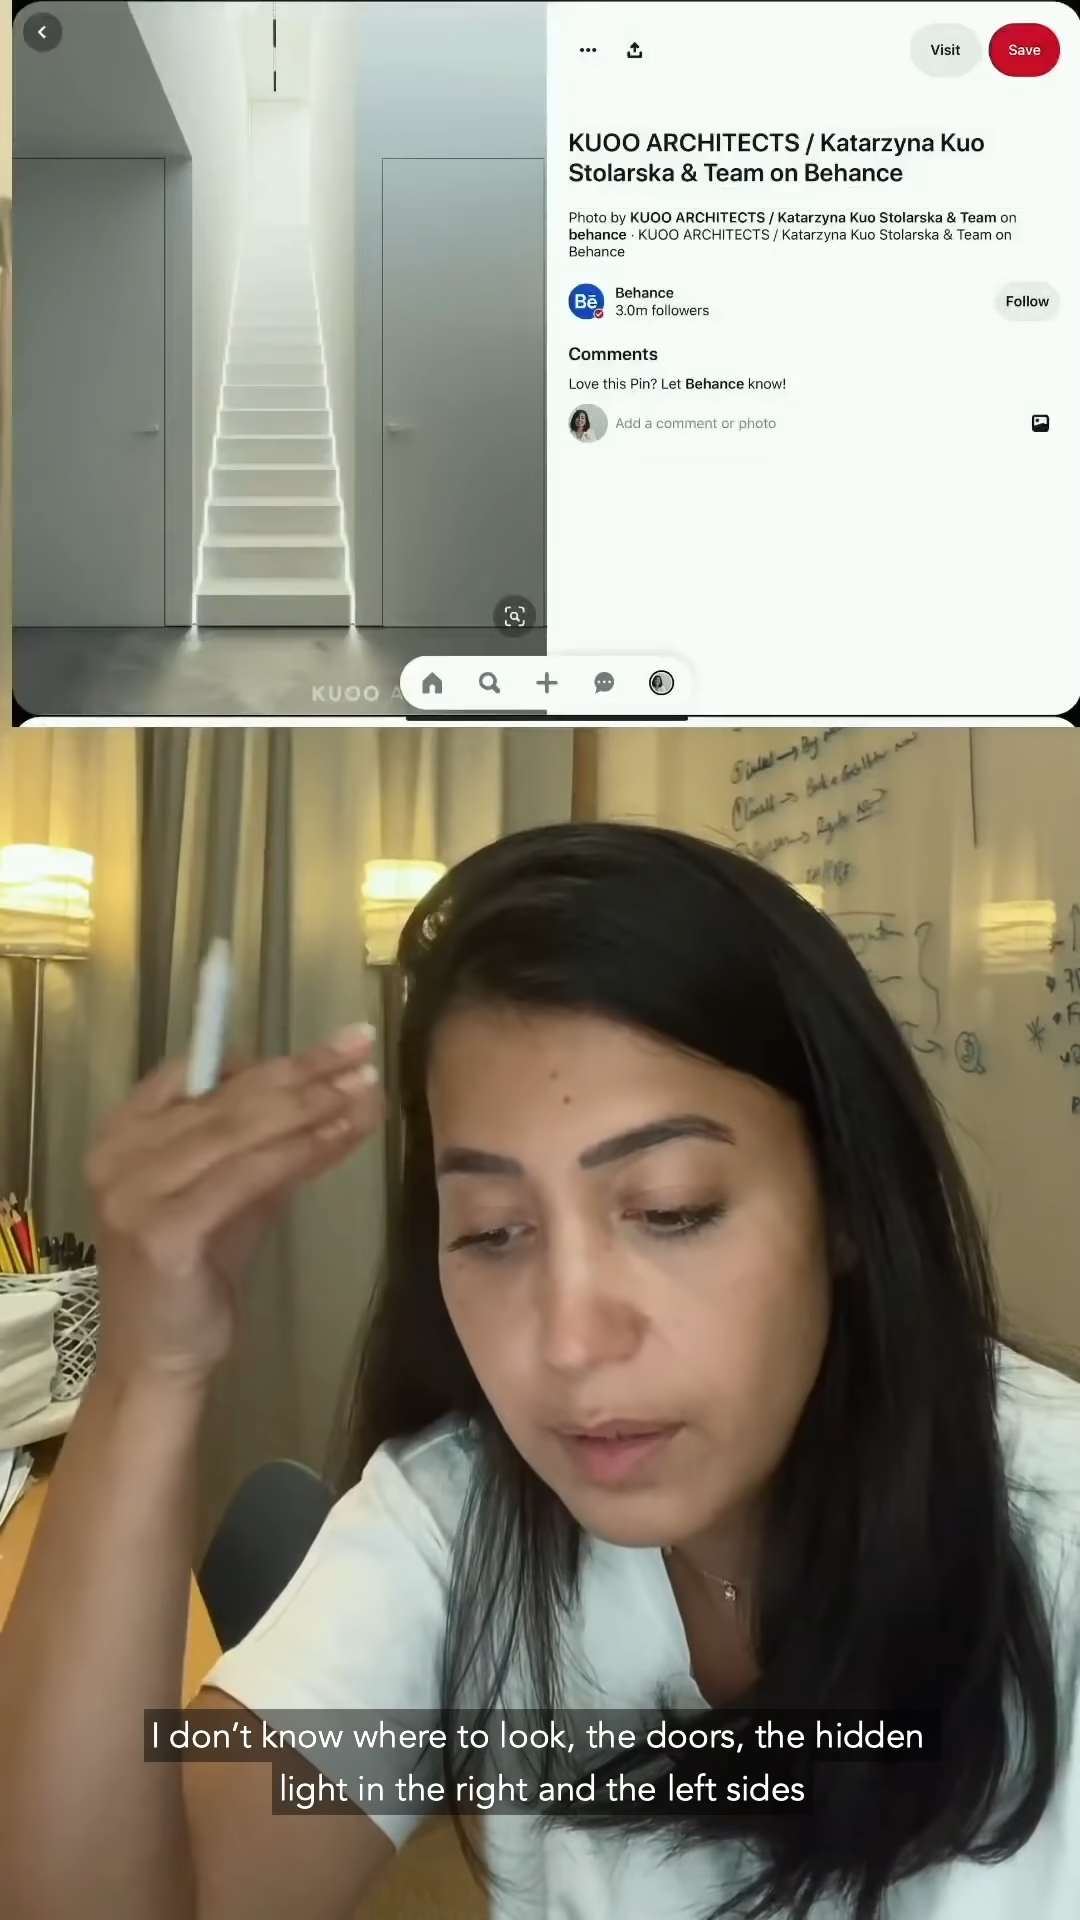 Visit
Save
KUOO ARCHITECTS / Katarzyna Kuo
Stolarska & Team on Behance
Photo by KUOO ARCHITECTS / Katarzyna Kuo Stolarska & Team on
behance · KUOO ARCHITECTS / Katarzyna Kuo Stolarska & Team on
Behance
Bē
Behance
3.0m followers
Follow
Comments
Love this Pin? Let Behance know!
Add a comment or photo
KUOO A
I don't know where to look, the doors, the hidden
light in the right and the left sides